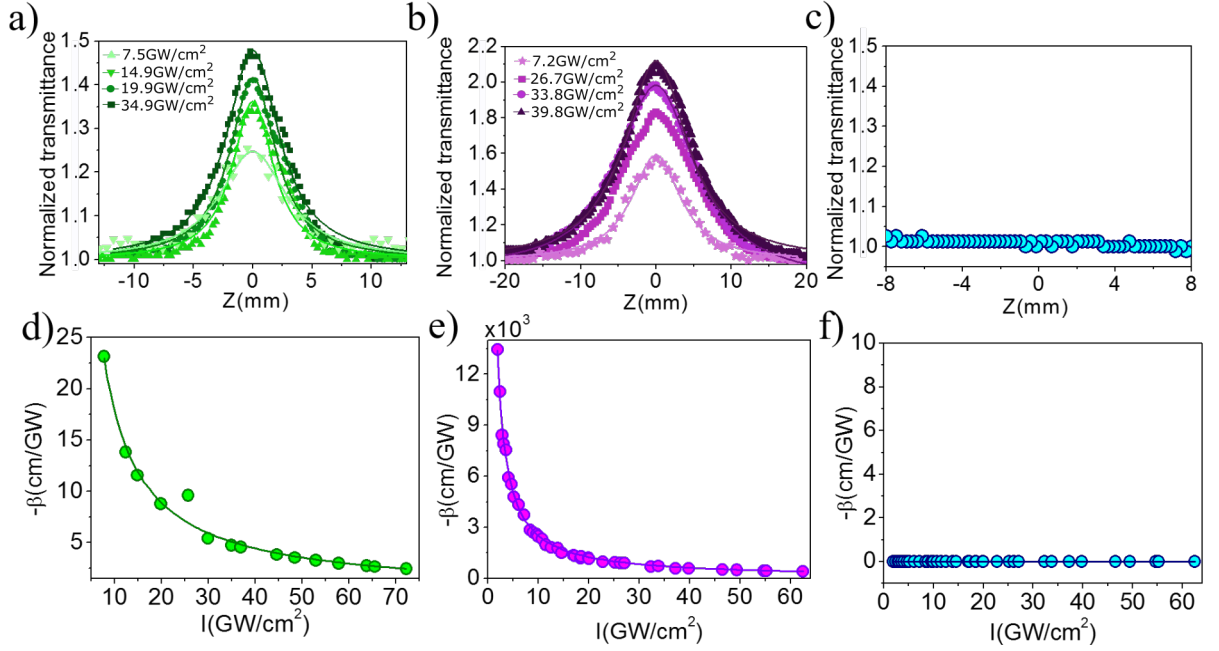 a)
Normalized transmittance
1.5
1.4
1.3
1.2
1.1
1.0
7.5GW/cm²
14.9GW/cm²
19.9GW/cm²
34.9GW/cm²
-10 -5 0 5 10
Z(mm)
b)
Normalized transmittance
2.2
2.0
1.8
1.6
1.4
1.2
1.0
7.2GW/cm²
26.7GW/cm²
33.8GW/cm²
39.8GW/cm²
-20 -10 0 10 20
Z(mm)
c)
Normalized transmittance
1.5
1.4
1.3
1.2
1.1
1.0
-8 -4 0 4 8
Z(mm)
d)
-β(cm/GW)
25
20
15
10
5
10 20 30 40 50 60 70
I(GW/cm²)
e)
x10³
-β(cm/GW)
12
9
6
3
0
0 10 20 30 40 50 60
I(GW/cm²)
f)
-β(cm/GW)
10
8
6
4
2
0
0 10 20 30 40 50 60
I(GW/cm²)